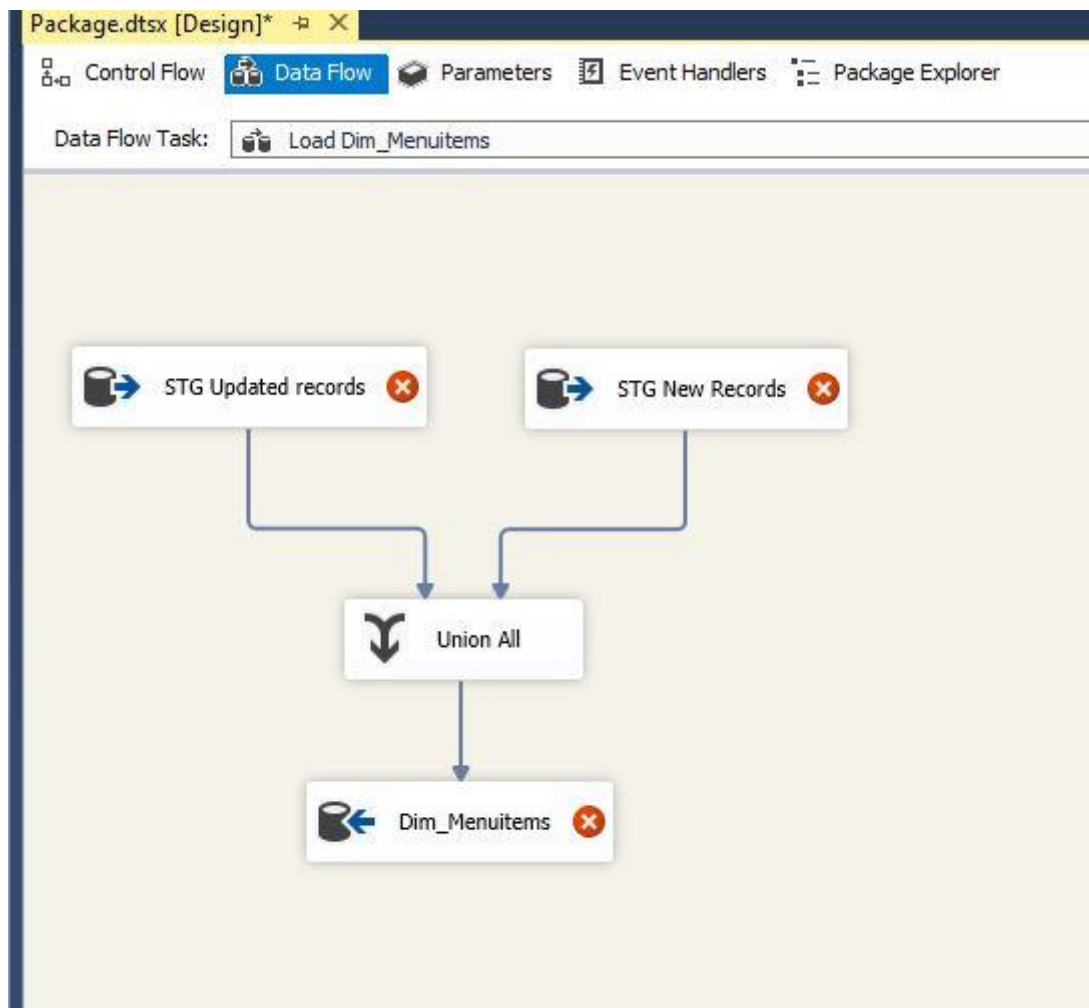 Package.dtsx [Design]*
Control Flow Data Flow Parameters Event Handlers Package Explorer
Data Flow Task: Load Dim_Menuitems
STG Updated records STG New Records
Union All
Dim_Menuitems